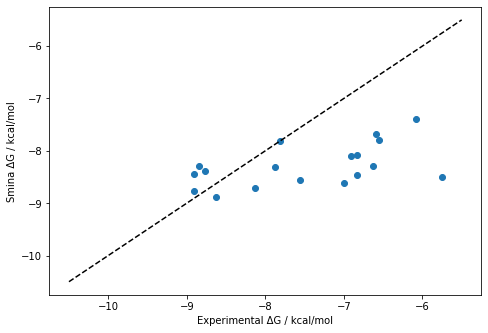 −6
−7
−8
−9
−10
Smina ΔG / kcal/mol
−10 −9 −8 −7 −6
Experimental ΔG / kcal/mol